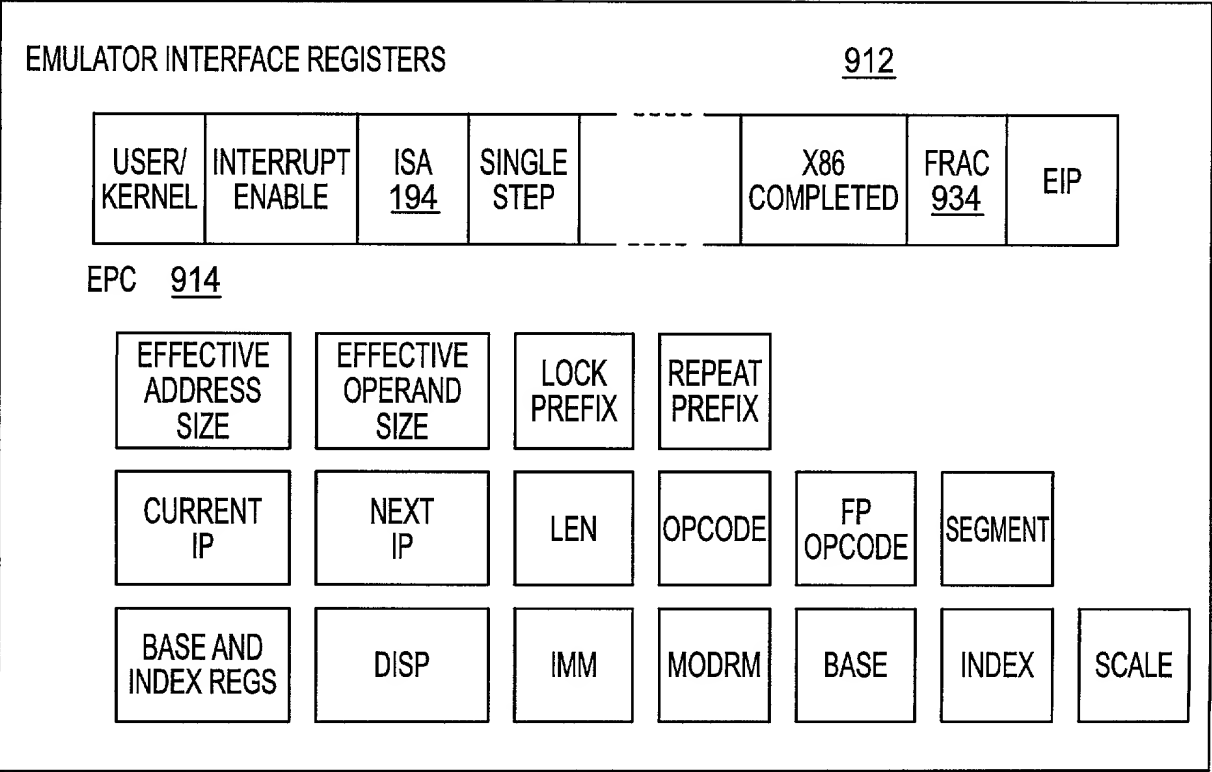 EMULATOR INTERFACE REGISTERS 912
USER/ KERNEL
INTERRUPT ENABLE
ISA 194
SINGLE STEP
X86 COMPLETED
FRAC 934
EIP
EPC 914
EFFECTIVE ADDRESS SIZE
EFFECTIVE OPERAND SIZE
LOCK PREFIX
REPEAT PREFIX
CURRENT IP
NEXT IP
LEN
OPCODE
FP OPCODE
SEGMENT
BASE AND INDEX REGS
DISP
IMM
MODRM
BASE
INDEX
SCALE